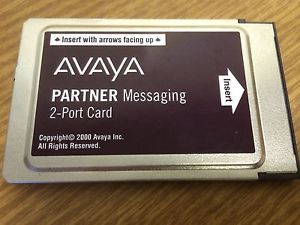 ♠ Insert with arrows facing up ♠
AVAYA
PARTNER Messaging
2-Port Card
Insert
Copyright© 2000 Avaya Inc.
All Rights Reserved.